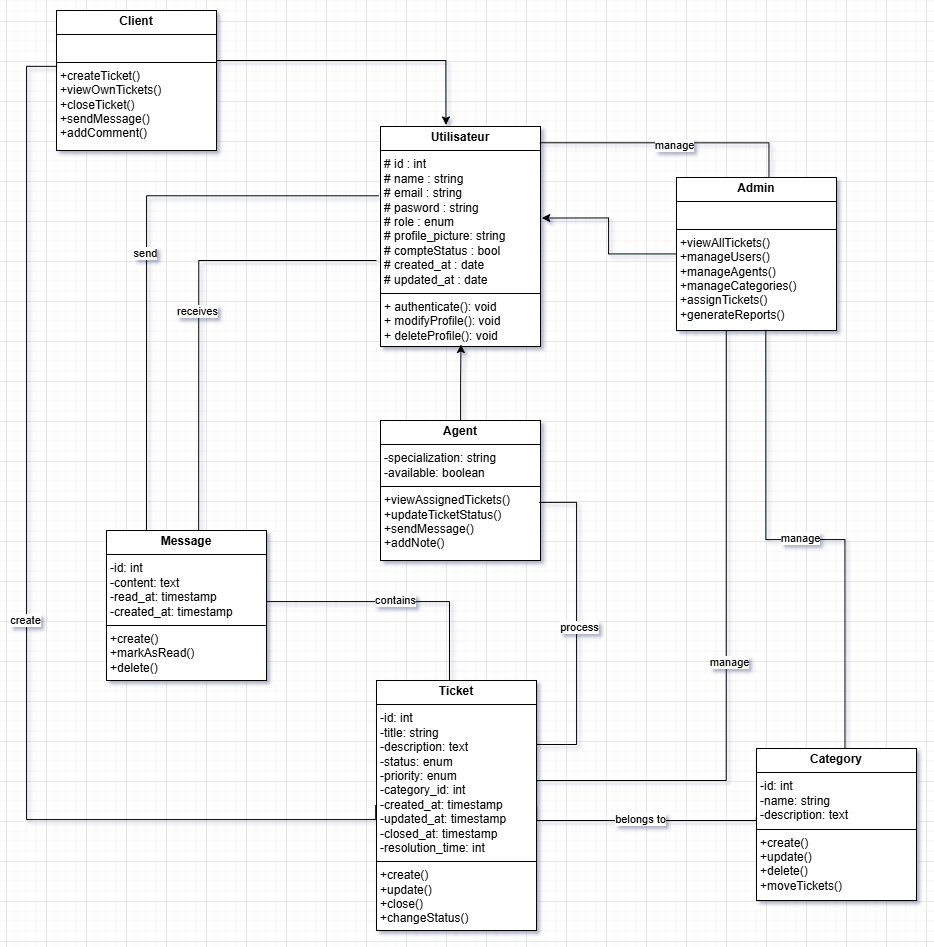 Client
+createTicket()
+viewOwnTickets()
+closeTicket()
+sendMessage()
+addComment()
Utilisateur
# id : int
# name : string
# email : string
# pasword : string
# role : enum
# profile_picture: string
# compteStatus : bool
# created_at : date
# updated_at : date
+ authenticate(): void
+ modifyProfile(): void
+ deleteProfile(): void
manage
Admin
+viewAllTickets()
+manageUsers()
+manageAgents()
+manageCategories()
+assignTickets()
+generateReports()
send
receives
Agent
-specialization: string
-available: boolean
+viewAssignedTickets()
+updateTicketStatus()
+sendMessage()
+addNote()
Message
-id: int
-content: text
-read_at: timestamp
-created_at: timestamp
+create()
+markAsRead()
+delete()
manage
contains
create
process
manage
Ticket
-id: int
-title: string
-description: text
-status: enum
-priority: enum
-category_id: int
-created_at: timestamp
-updated_at: timestamp
-closed_at: timestamp
-resolution_time: int
+create()
+update()
+close()
+changeStatus()
belongs to
Category
-id: int
-name: string
-description: text
+create()
+update()
+delete()
+moveTickets()